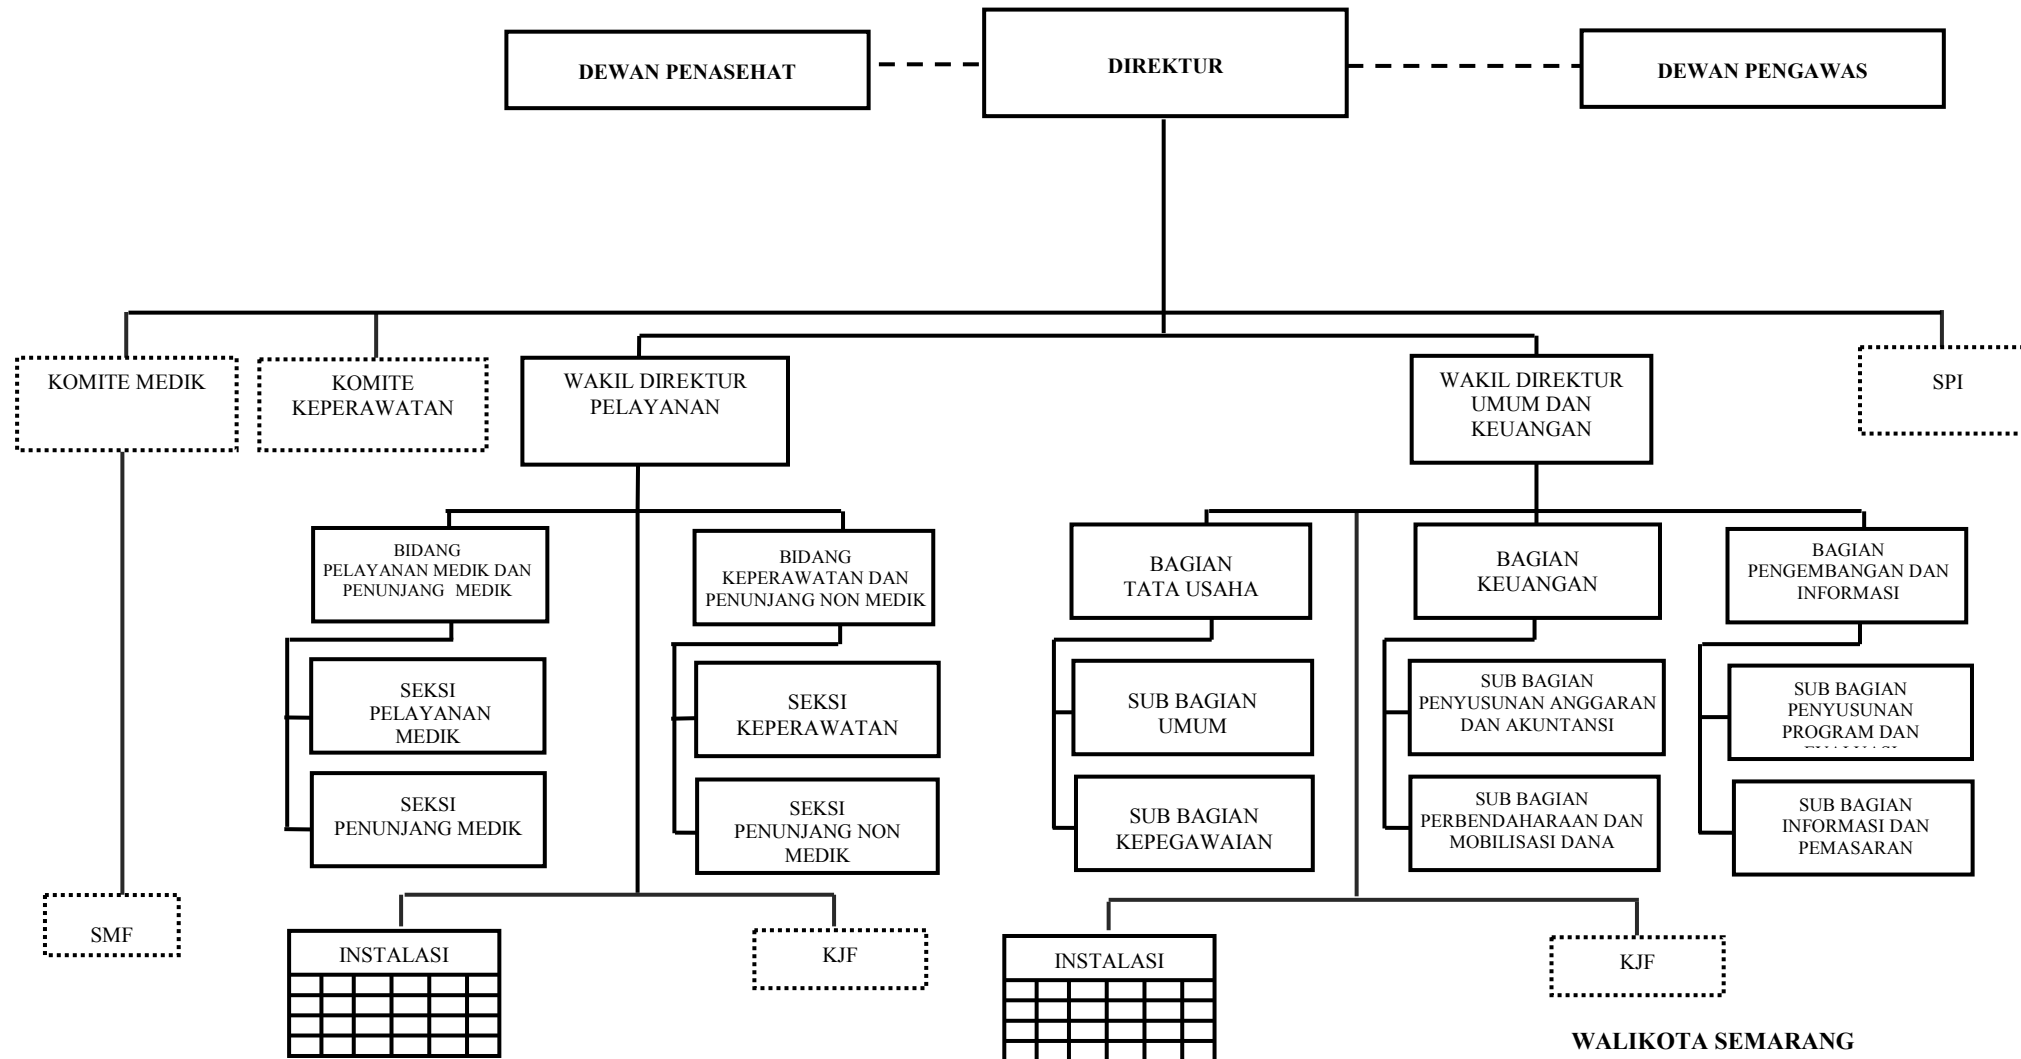 DEWAN PENASEHAT
DIREKTUR
DEWAN PENGAWAS
KOMITE MEDIK
KOMITE
KEPERAWATAN
WAKIL DIREKTUR
PELAYANAN
WAKIL DIREKTUR
UMUM DAN
KEUANGAN
SPI
BIDANG
PELAYANAN MEDIK DAN
PENUNJANG MEDIK
BIDANG
KEPERAWATAN DAN
PENUNJANG NON MEDIK
BAGIAN
TATA USAHA
BAGIAN
KEUANGAN
BAGIAN
PENGEMBANGAN DAN
INFORMASI
SEKSI
PELAYANAN
MEDIK
SEKSI
KEPERAWATAN
SUB BAGIAN
UMUM
SUB BAGIAN
PENYUSUNAN ANGGARAN
DAN AKUNTANSI
SUB BAGIAN
PENYUSUNAN
PROGRAM DAN
SEKSI
PENUNJANG MEDIK
SEKSI
PENUNJANG NON
MEDIK
SUB BAGIAN
KEPEGAWAIAN
SUB BAGIAN
PERBENDAHARAAN DAN
MOBILISASI DANA
SUB BAGIAN
INFORMASI DAN
PEMASARAN
SMF
INSTALASI
KJF
INSTALASI
KJF
WALIKOTA SEMARANG